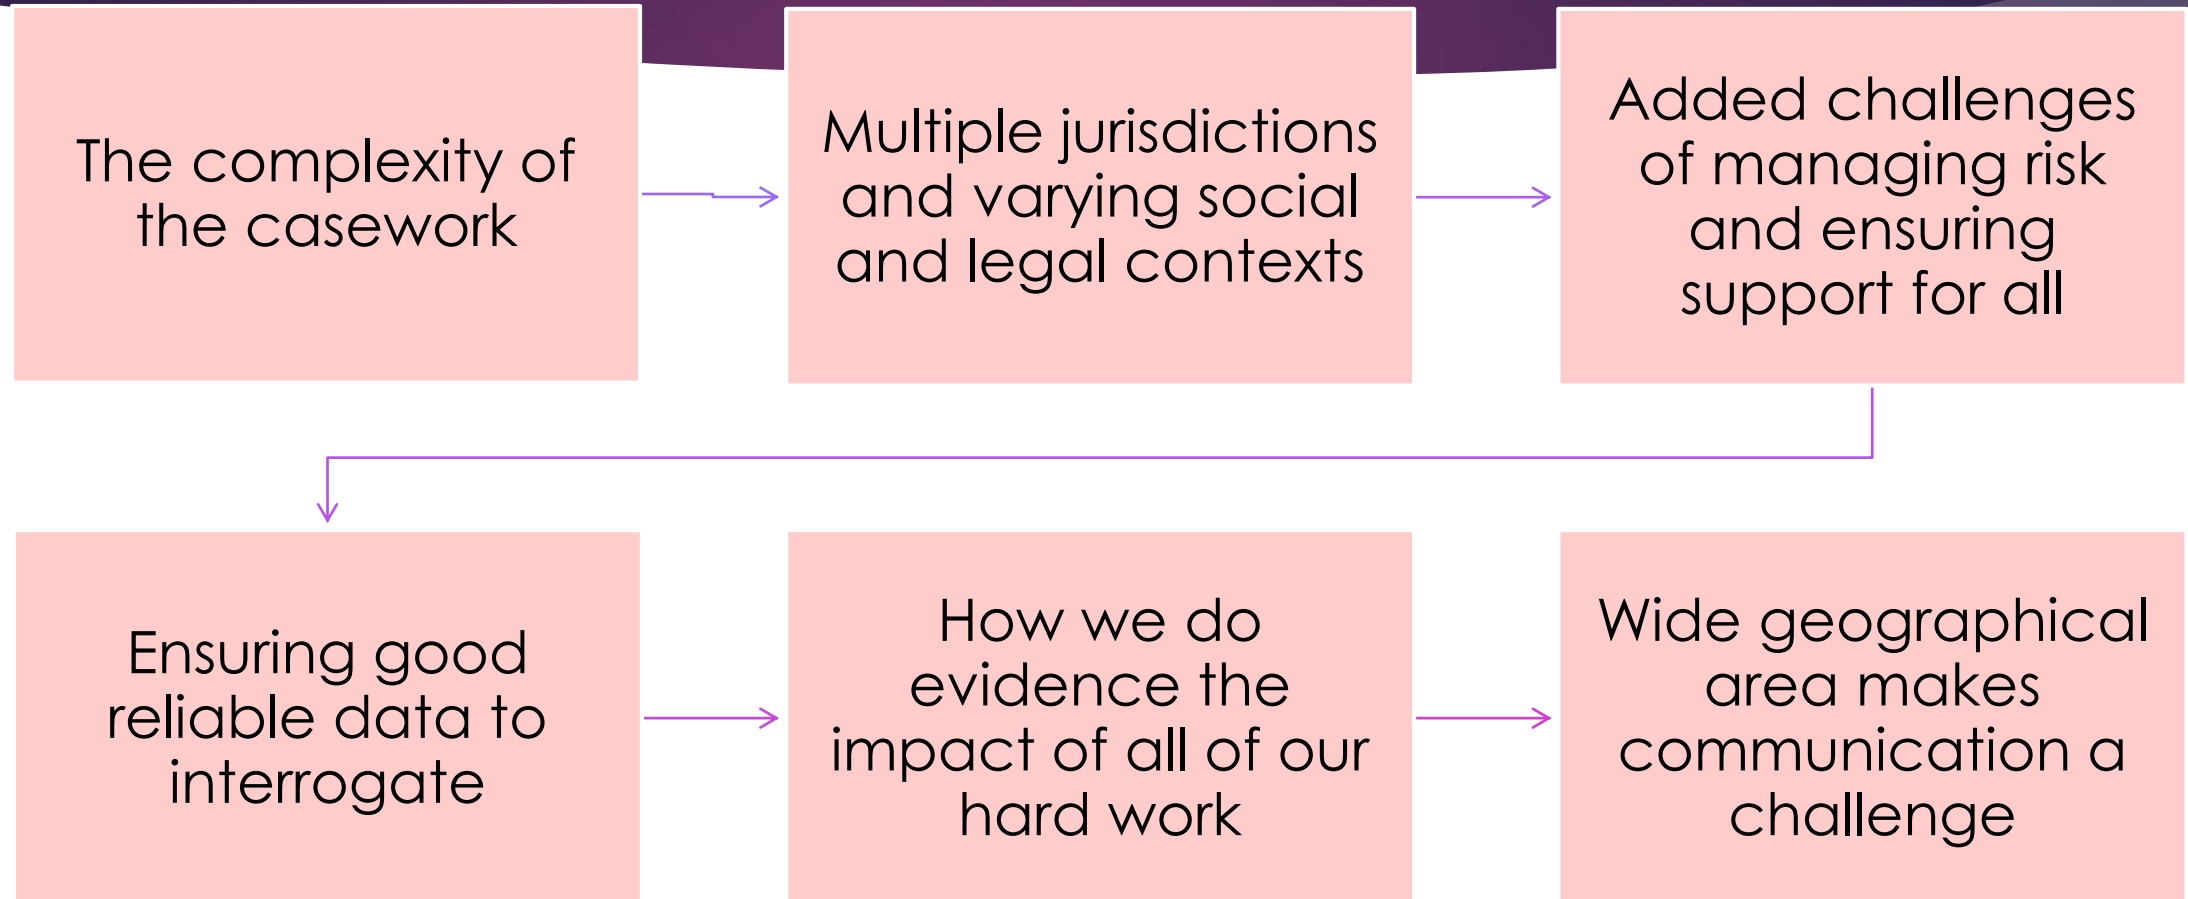 The complexity of
the casework
Multiple jurisdictions
and varying social
and legal contexts
Added challenges
of managing risk
and ensuring
support for all
Ensuring good
reliable data to
interrogate
How we do
evidence the
impact of all of our
hard work
Wide geographical
area makes
communication a
challenge